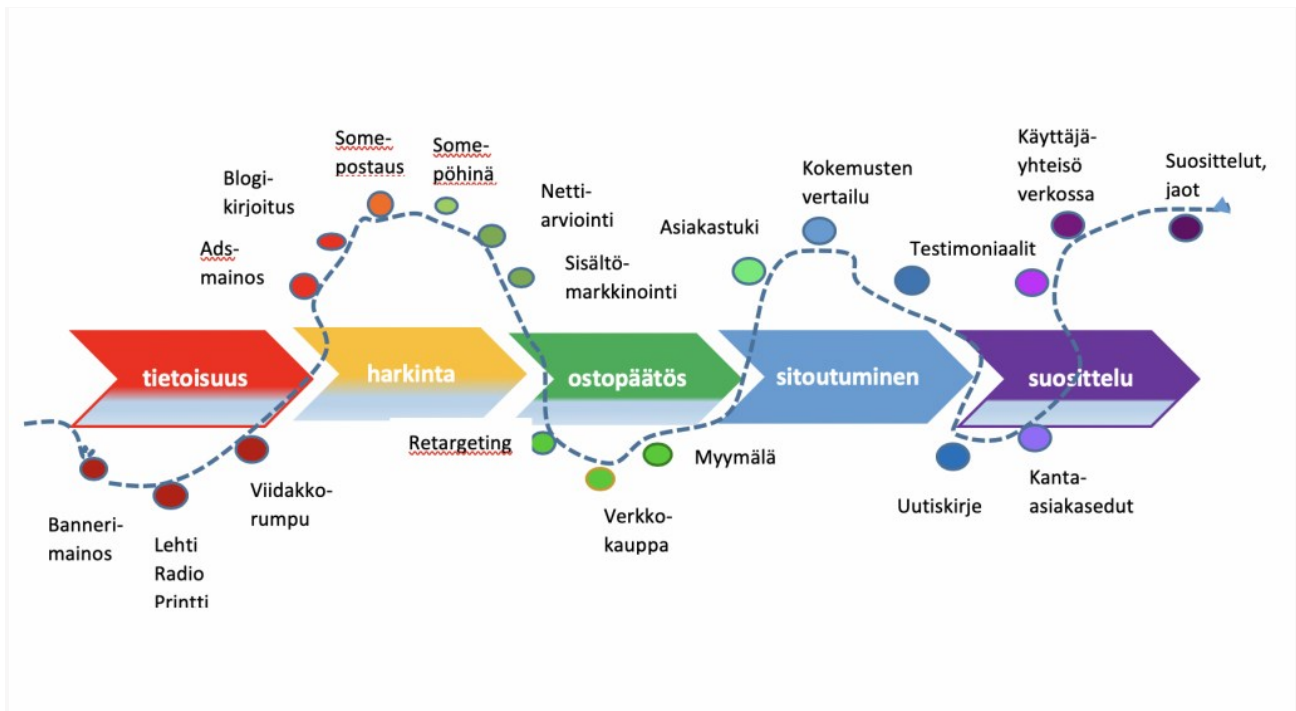 Some-
postaus
Some-
pöhinä
Blogi-
kirjoitus
Ads-
mainos
Netti-
arviointi
Sisältö-
markkinointi
Asiakastuki
Kokemusten
vertailu
Testimoniaalit
Käyttäjä-
yhteisö
verkossa
Suosittelut,
jaot
tietoisuus
harkinta
ostopäätös
sitoutuminen
suosittelu
Banneri-
mainos
Lehti
Radio
Printti
Viidakko-
rumpu
Retargeting
Verkko-
kauppa
Myymälä
Uutiskirje
Kanta-
asiakasedut